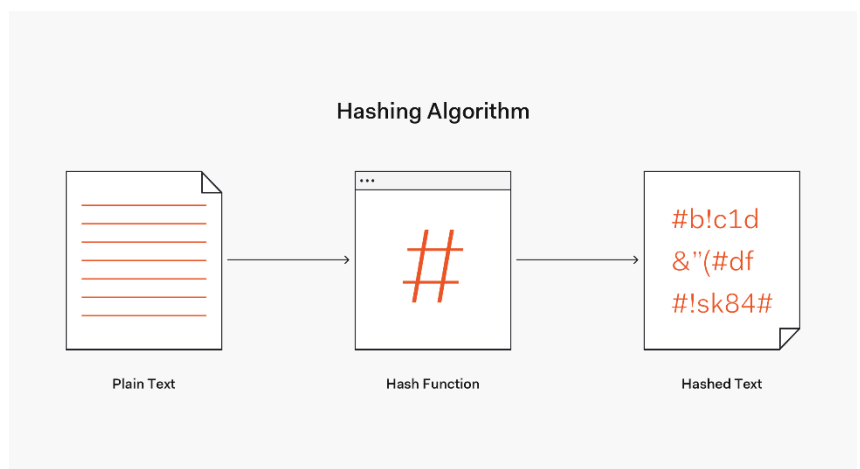 Hashing Algorithm
#
#b!c1d
&”(#df
#!sk84#
Plain Text
Hash Function
Hashed Text